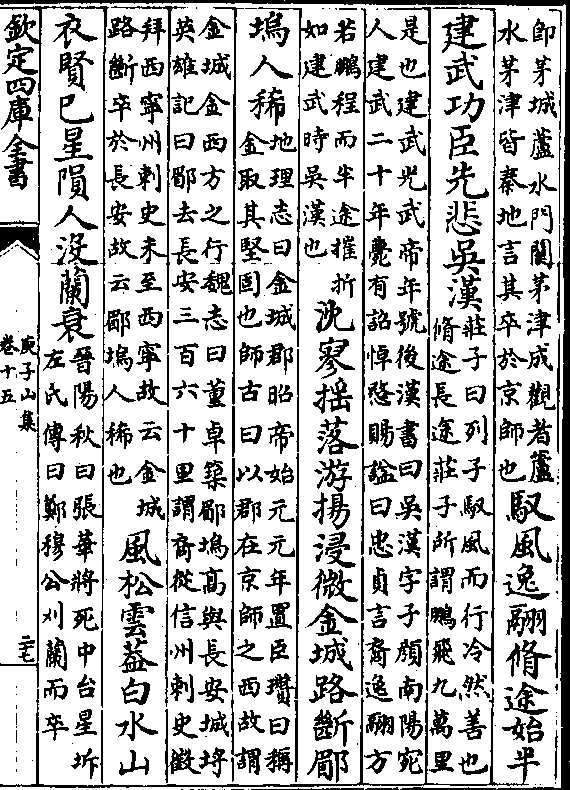 即茅城蘆水門闗茅津成觀者籚
水茅津皆秦地言其卒於京師也
馭風逸翮脩途始半
建武功臣先悲吳漢
莊子曰列子馭風而行泠然善也
脩途長途莊子所謂鵬飛九萬里
是也建武光武帝年號後漢書曰吳漢字子顔南陽宛
人建武二十年薨有詔悼愍賜謚曰忠貞言裔逸翮方
若鵬程而半途摧折
如建武時吳漢也
沈寥揺落游揚浸微金城路斷郿
塢人稀
地理志曰金城郡昭帝始元元年置臣瓚曰稱
金取其堅固也師古曰以郡在京師之西故謂
金城金西方之行魏志曰董卓築郿塢髙與長安城埒
英雄記曰郿去長安三百六十里謂裔從信州刺史徵
拜西寧州刺史未至西寧故云金城
路斷卒於長安故云郿塢人稀也
風松雲葢白水山
衣賢已星隕人没蘭衰
晉陽秋曰張華將死中台星坼
左氏傳曰鄭穆公刈蘭而卒
欽定四庫全書
庾子山集
卷十五